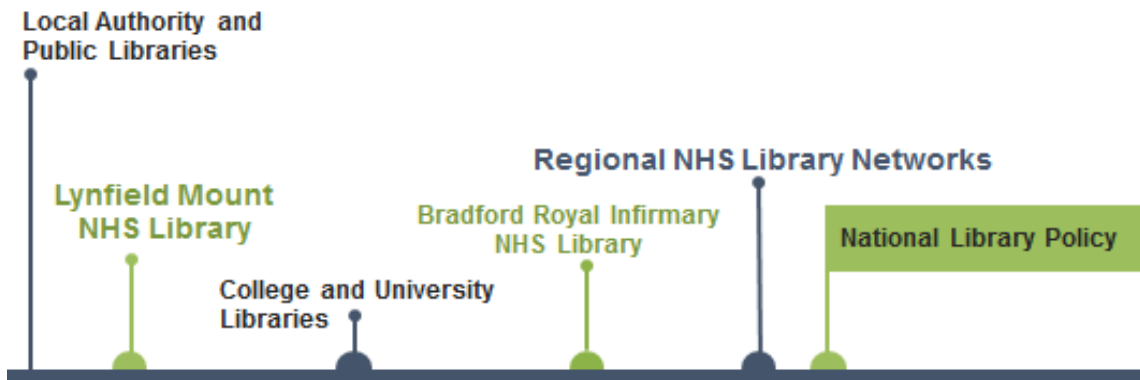 Local Authority and
Public Libraries
Lynfield Mount
NHS Library
College and University
Libraries
Bradford Royal Infirmary
NHS Library
Regional NHS Library Networks
National Library Policy